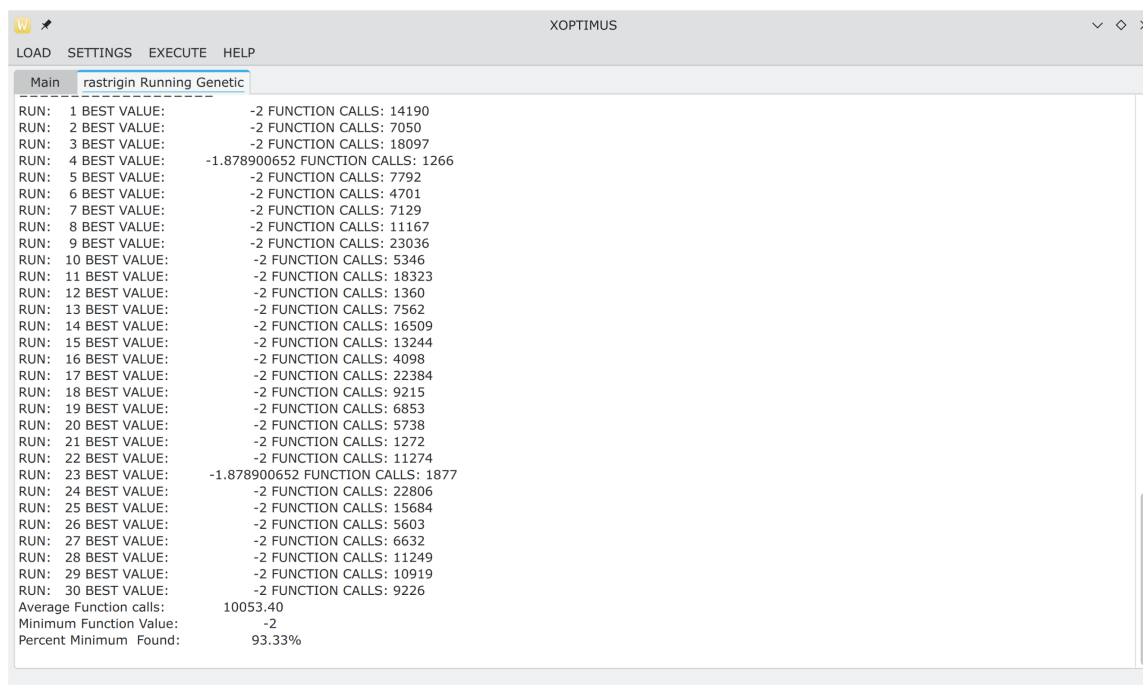 W XOPTIMUS
LOAD SETTINGS EXECUTE HELP
Main rastrigin Running Genetic
--------------------
RUN: 1 BEST VALUE: -2 FUNCTION CALLS: 14190
RUN: 2 BEST VALUE: -2 FUNCTION CALLS: 7050
RUN: 3 BEST VALUE: -2 FUNCTION CALLS: 18097
RUN: 4 BEST VALUE: -1.878900652 FUNCTION CALLS: 1266
RUN: 5 BEST VALUE: -2 FUNCTION CALLS: 7792
RUN: 6 BEST VALUE: -2 FUNCTION CALLS: 4701
RUN: 7 BEST VALUE: -2 FUNCTION CALLS: 7129
RUN: 8 BEST VALUE: -2 FUNCTION CALLS: 11167
RUN: 9 BEST VALUE: -2 FUNCTION CALLS: 23036
RUN: 10 BEST VALUE: -2 FUNCTION CALLS: 5346
RUN: 11 BEST VALUE: -2 FUNCTION CALLS: 18323
RUN: 12 BEST VALUE: -2 FUNCTION CALLS: 1360
RUN: 13 BEST VALUE: -2 FUNCTION CALLS: 7562
RUN: 14 BEST VALUE: -2 FUNCTION CALLS: 16509
RUN: 15 BEST VALUE: -2 FUNCTION CALLS: 13244
RUN: 16 BEST VALUE: -2 FUNCTION CALLS: 4098
RUN: 17 BEST VALUE: -2 FUNCTION CALLS: 22384
RUN: 18 BEST VALUE: -2 FUNCTION CALLS: 9215
RUN: 19 BEST VALUE: -2 FUNCTION CALLS: 6853
RUN: 20 BEST VALUE: -2 FUNCTION CALLS: 5738
RUN: 21 BEST VALUE: -2 FUNCTION CALLS: 1272
RUN: 22 BEST VALUE: -2 FUNCTION CALLS: 11274
RUN: 23 BEST VALUE: -1.878900652 FUNCTION CALLS: 1877
RUN: 24 BEST VALUE: -2 FUNCTION CALLS: 22806
RUN: 25 BEST VALUE: -2 FUNCTION CALLS: 15684
RUN: 26 BEST VALUE: -2 FUNCTION CALLS: 5603
RUN: 27 BEST VALUE: -2 FUNCTION CALLS: 6632
RUN: 28 BEST VALUE: -2 FUNCTION CALLS: 11249
RUN: 29 BEST VALUE: -2 FUNCTION CALLS: 10919
RUN: 30 BEST VALUE: -2 FUNCTION CALLS: 9226
Average Function calls: 10053.40
Minimum Function Value: -2
Percent Minimum Found: 93.33%